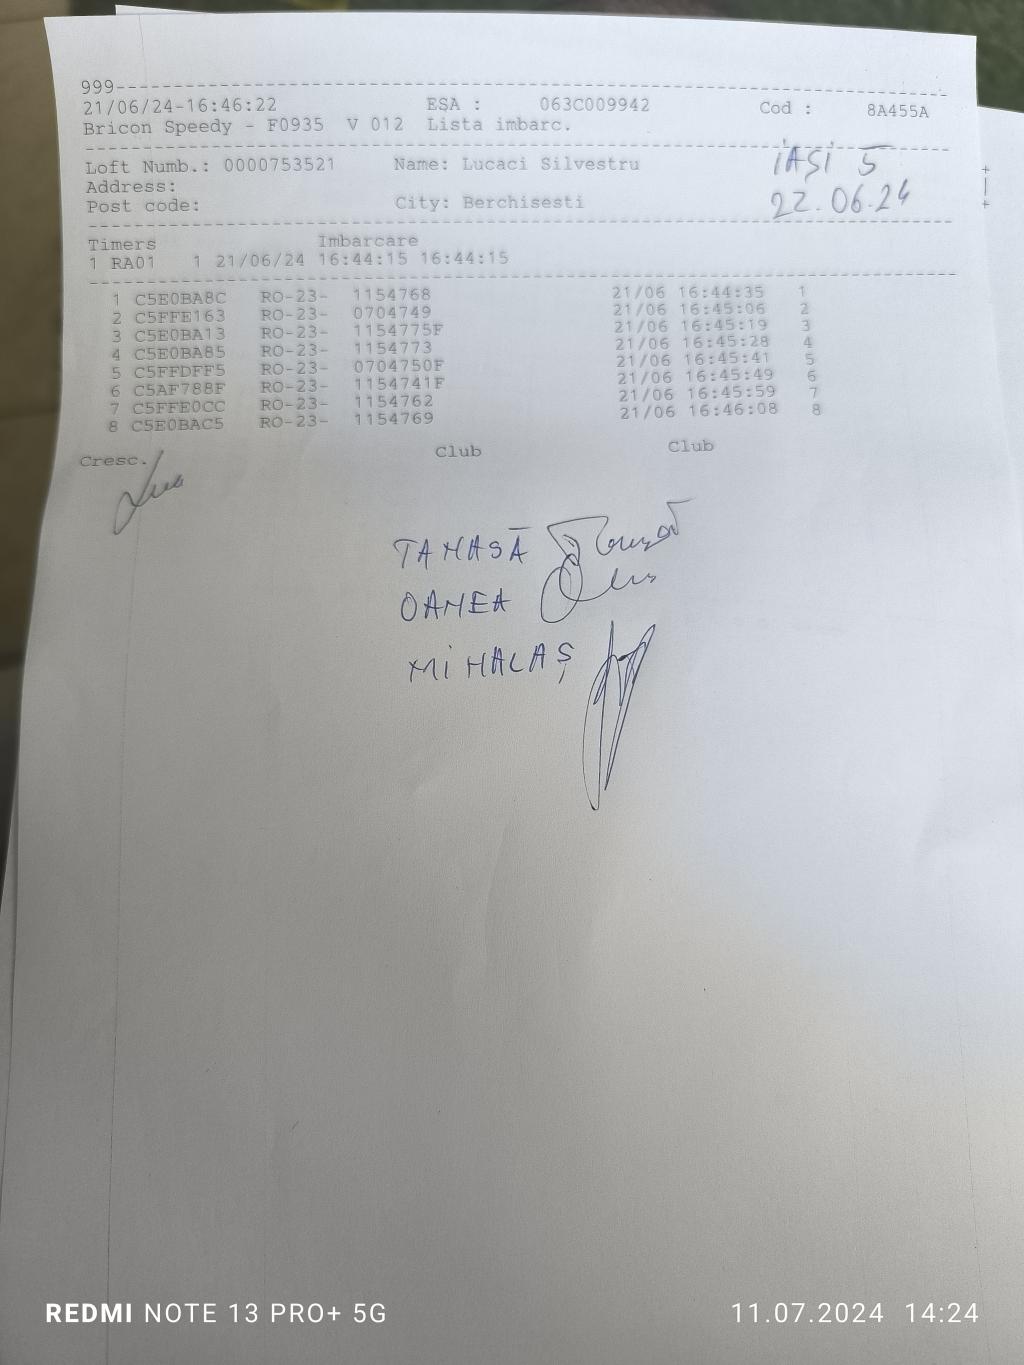 999
21/06/24-16:46:22 ESA : 063C009942 Cod : 8A455A
Bricon Speedy - F0935 V 012 Lista imbarc.
Loft Numb.: 0000753521 Name: Lucaci Silvestru IAȘI 5
Address:
Post code: City: Berchisesti 22.06.24
Timers Imbarcare
1 RA01 1 21/06/24 16:44:15 16:44:15
1 C5E0BA8C RO-23- 1154768 21/06 16:44:35 1
2 C5FFE163 RO-23- 0704749 21/06 16:45:06 2
3 C5E0BA13 RO-23- 1154775F 21/06 16:45:19 3
4 C5E0BA85 RO-23- 1154773 21/06 16:45:28 4
5 C5FFDFF5 RO-23- 0704750F 21/06 16:45:41 5
6 C5AF788F RO-23- 1154741F 21/06 16:45:49 6
7 C5FFE0CC RO-23- 1154762 21/06 16:45:59 7
8 C5E0BAC5 RO-23- 1154769 21/06 16:46:08 8
Cresc. Club Club
TANASĂ
OANEA
MIHALAȘ
REDMI NOTE 13 PRO+ 5G 11.07.2024 14:24